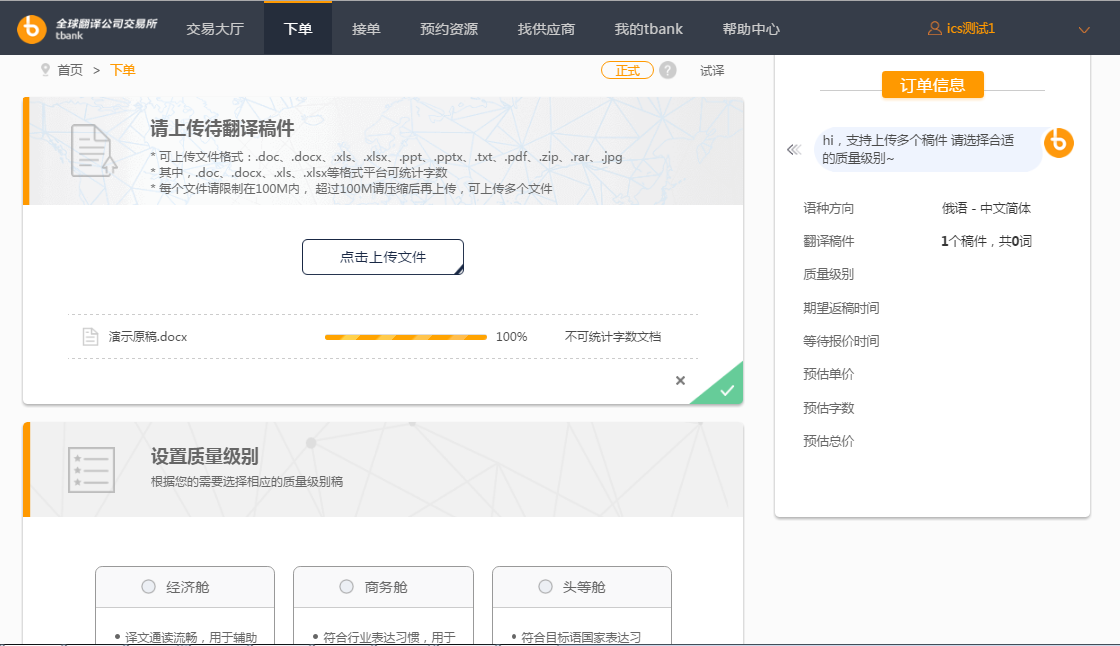 全球翻译公司交易所
tbank
交易大厅 下单 接单 预约资源 找供应商 我的tbank 帮助中心 ics测试1
首页 > 下单 正式 ? 试译
请上传待翻译稿件
* 可上传文件格式：.doc、.docx、.xls、.xlsx、.ppt、.pptx、.txt、.pdf、.zip、.rar、.jpg
* 其中，.doc、.docx、.xls、.xlsx等格式平台可统计字数
* 每个文件请限制在100M内， 超过100M请压缩后再上传，可上传多个文件
点击上传文件
演示原稿.docx 100% 不可统计字数文档
设置质量级别
根据您的需要选择相应的质量级别稿
经济舱 商务舱 头等舱
• 译文通读流畅，用于辅助 • 符合行业表达习惯，用于 • 符合目标语国家表达习
订单信息
hi，支持上传多个稿件 请选择合适
的质量级别~
语种方向 俄语 - 中文简体
翻译稿件 1个稿件，共0词
质量级别
期望返稿时间
等待报价时间
预估单价
预估字数
预估总价